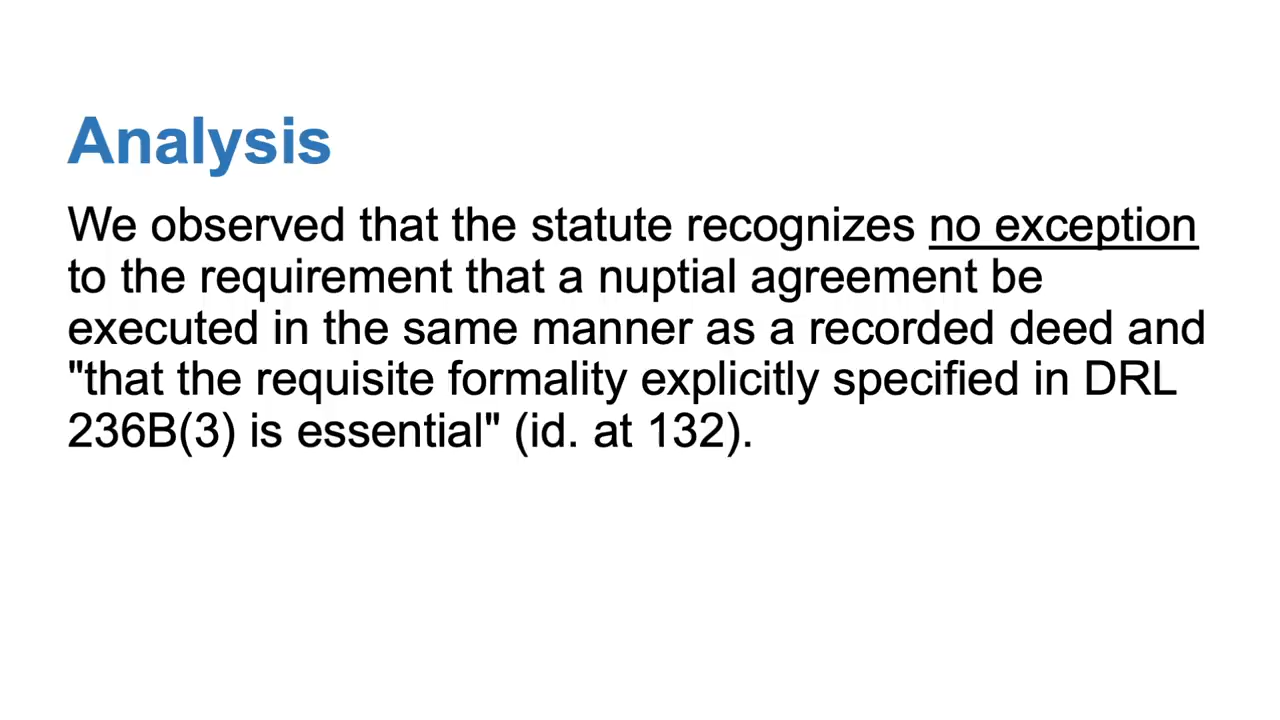 Analysis
We observed that the statute recognizes no exception
to the requirement that a nuptial agreement be
executed in the same manner as a recorded deed and
"that the requisite formality explicitly specified in DRL
236B(3) is essential" (id. at 132).